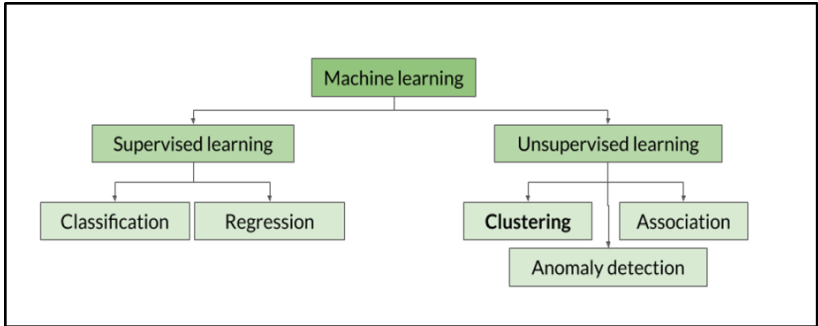 Machine learning
Supervised learning
Unsupervised learning
Classification
Regression
Clustering
Association
Anomaly detection